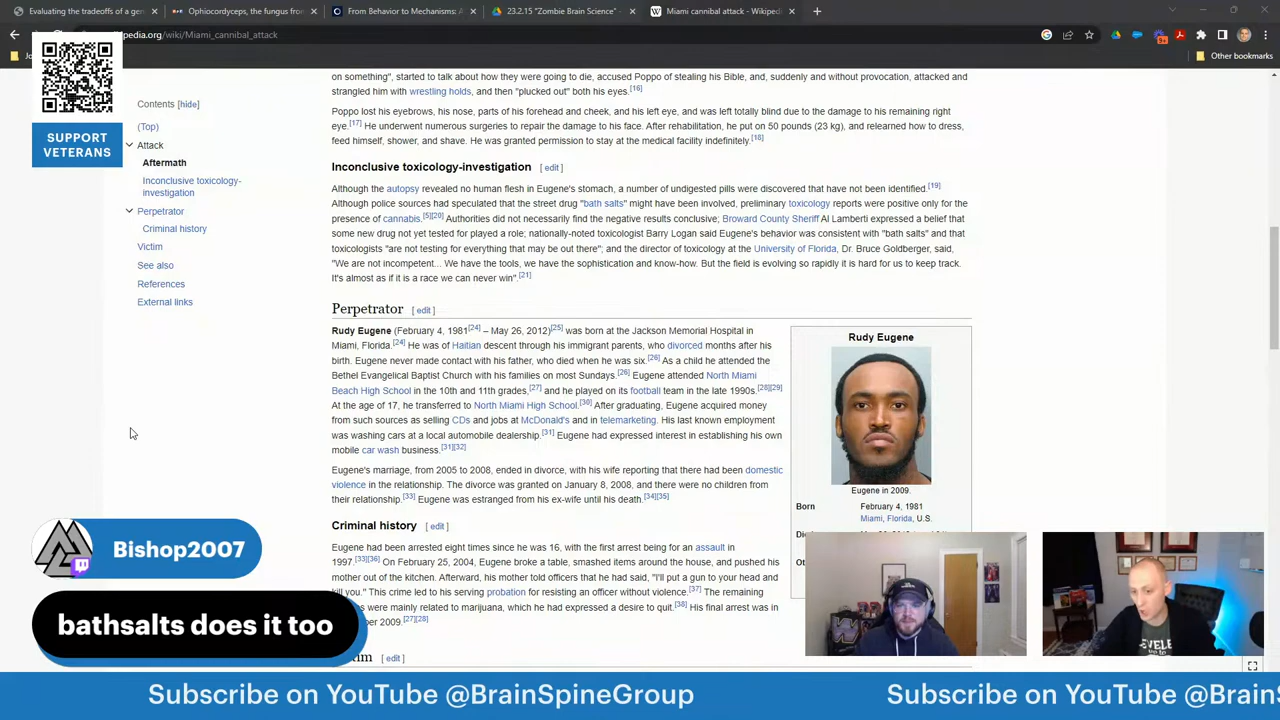 Evaluating the tradeoffs of a gen
Ophiocordyceps, the fungus from
From Behavior to Mechanisms: A
23.2.15 "Zombie Brain Science" -
Miami cannibal attack - Wikipedia
pedia.org/wiki/Miami_cannibal_attack
Other bookmarks
SUPPORT
VETERANS
Contents [hide]
(Top)
Attack
Aftermath
Inconclusive toxicology-
investigation
Perpetrator
Criminal history
Victim
See also
References
External links
on something", started to talk about how they were going to die, accused Poppo of stealing his Bible, and, suddenly and without provocation, attacked and
strangled him with wrestling holds, and then "plucked out" both his eyes.[16]
Poppo lost his eyebrows, his nose, parts of his forehead and cheek, and his left eye, and was left totally blind due to the damage to his remaining right
eye.[17] He underwent numerous surgeries to repair the damage to his face. After rehabilitation, he put on 50 pounds (23 kg), and relearned how to dress,
feed himself, shower, and shave. He was granted permission to stay at the medical facility indefinitely.[18]
Inconclusive toxicology-investigation [ edit ]
Although the autopsy revealed no human flesh in Eugene's stomach, a number of undigested pills were discovered that have not been identified.[19]
Although police sources had speculated that the street drug "bath salts" might have been involved, preliminary toxicology reports were positive only for the
presence of cannabis.[5][20] Authorities did not necessarily find the negative results conclusive; Broward County Sheriff Al Lamberti expressed a belief that
some new drug not yet tested for played a role; nationally-noted toxicologist Barry Logan said Eugene's behavior was consistent with "bath salts" and that
toxicologists "are not testing for everything that may be out there"; and the director of toxicology at the University of Florida, Dr. Bruce Goldberger, said,
"We are not incompetent... We have the tools, we have the sophistication and know-how. But the field is evolving so rapidly it is hard for us to keep track.
It's almost as if it is a race we can never win".[21]
Perpetrator [ edit ]
Rudy Eugene (February 4, 1981[24] – May 26, 2012)[25] was born at the Jackson Memorial Hospital in
Miami, Florida.[24] He was of Haitian descent through his immigrant parents, who divorced months after his
birth. Eugene never made contact with his father, who died when he was six.[26] As a child he attended the
Bethel Evangelical Baptist Church with his families on most Sundays.[26] Eugene attended North Miami
Beach High School in the 10th and 11th grades,[27] and he played on its football team in the late 1990s.[28][29]
At the age of 17, he transferred to North Miami High School.[30] After graduating, Eugene acquired money
from such sources as selling CDs and jobs at McDonald's and in telemarketing. His last known employment
was washing cars at a local automobile dealership.[31] Eugene had expressed interest in establishing his own
mobile car wash business.[31][32]
Eugene's marriage, from 2005 to 2008, ended in divorce, with his wife reporting that there had been domestic
violence in the relationship. The divorce was granted on January 8, 2008, and there were no children from
their relationship.[33] Eugene was estranged from his ex-wife until his death.[34][35]
Criminal history [ edit ]
Eugene had been arrested eight times since he was 16, with the first arrest being for an assault in
1997.[33][36] On February 25, 2004, Eugene broke a table, smashed items around the house, and pushed his
mother out of the kitchen. Afterward, his mother told officers that he had said, "I'll put a gun to your head and
kill you." This crime led to his serving probation for resisting an officer without violence.[37] The remaining
s were mainly related to marijuana, which he had expressed a desire to quit.[38] His final arrest was in
2009.[27][28]
[ edit ]
Rudy Eugene
Eugene in 2009.
Born February 4, 1981
Miami, Florida, U.S.
Bishop2007
bathsalts does it too
Subscribe on YouTube @BrainSpineGroup
Subscribe on YouTube @BrainS